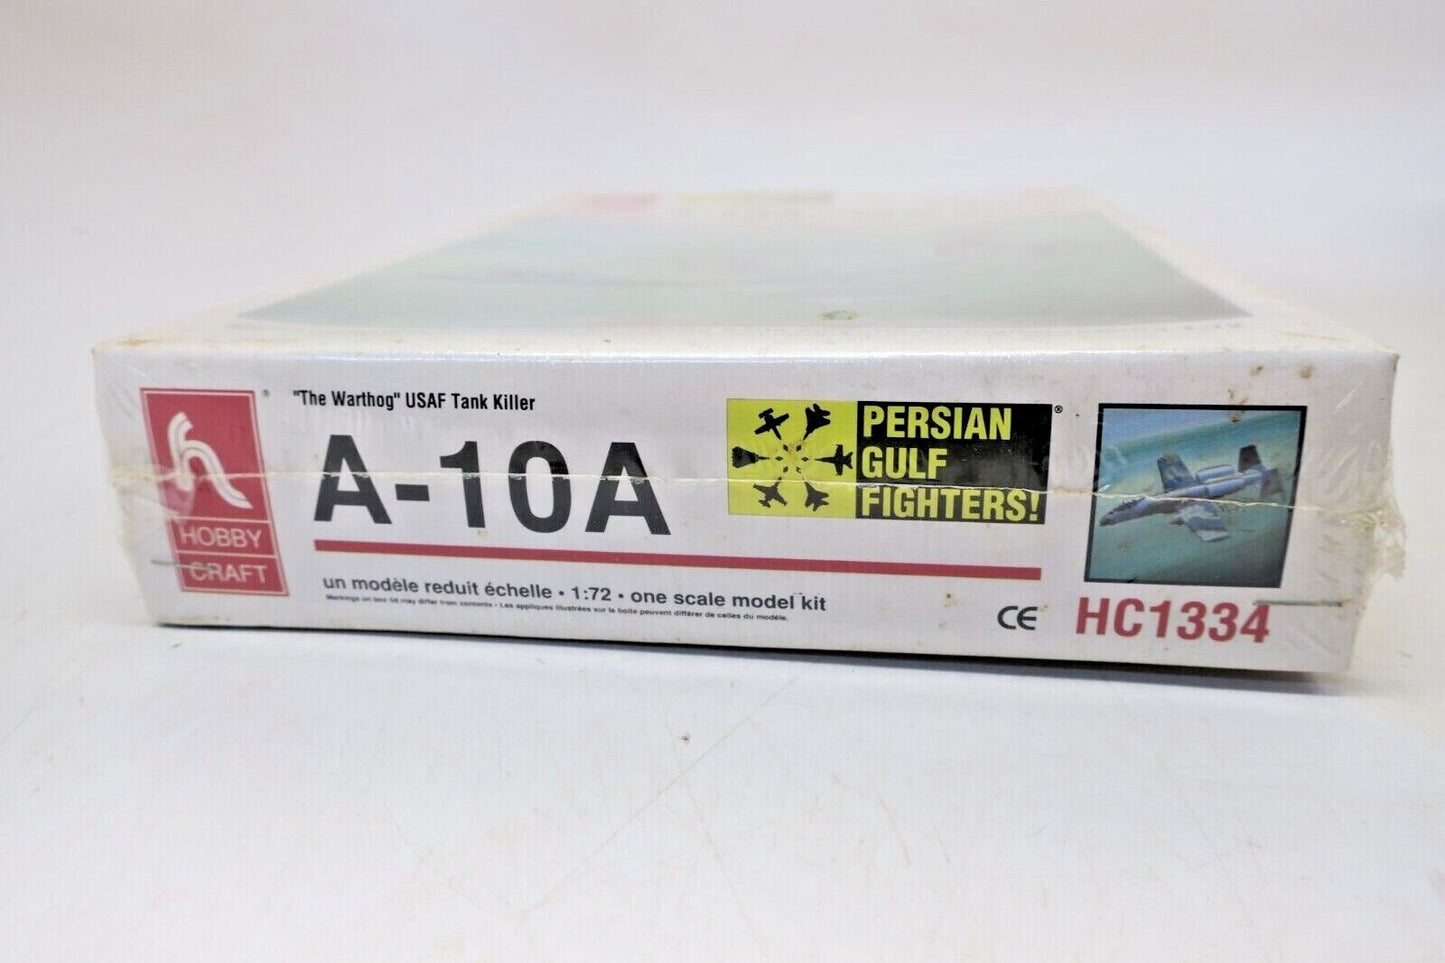 HOBBY
CRAFT
®
"The Warthog" USAF Tank Killer
A-10A
un modèle reduit échelle • 1:72 • one scale model kit
Markings on box lid may differ from contents • Les appliques illustrées sur la boite peuvent différer de celles du modèle.
PERSIAN
GULF
FIGHTERS!
®
CE
HC1334